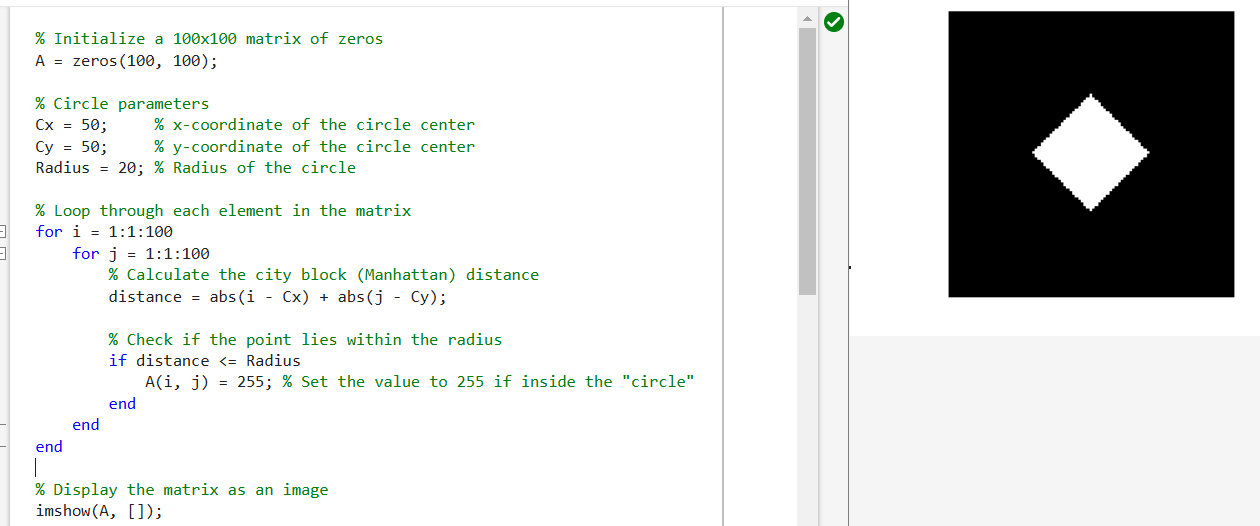 % Initialize a 100x100 matrix of zeros
A = zeros(100, 100);
% Circle parameters
Cx = 50;     % x-coordinate of the circle center
Cy = 50;     % y-coordinate of the circle center
Radius = 20; % Radius of the circle
% Loop through each element in the matrix
for i = 1:1:100
    for j = 1:1:100
        % Calculate the city block (Manhattan) distance
        distance = abs(i - Cx) + abs(j - Cy);
        % Check if the point lies within the radius
        if distance <= Radius
            A(i, j) = 255; % Set the value to 255 if inside the "circle"
        end
    end
end
% Display the matrix as an image
imshow(A, []);